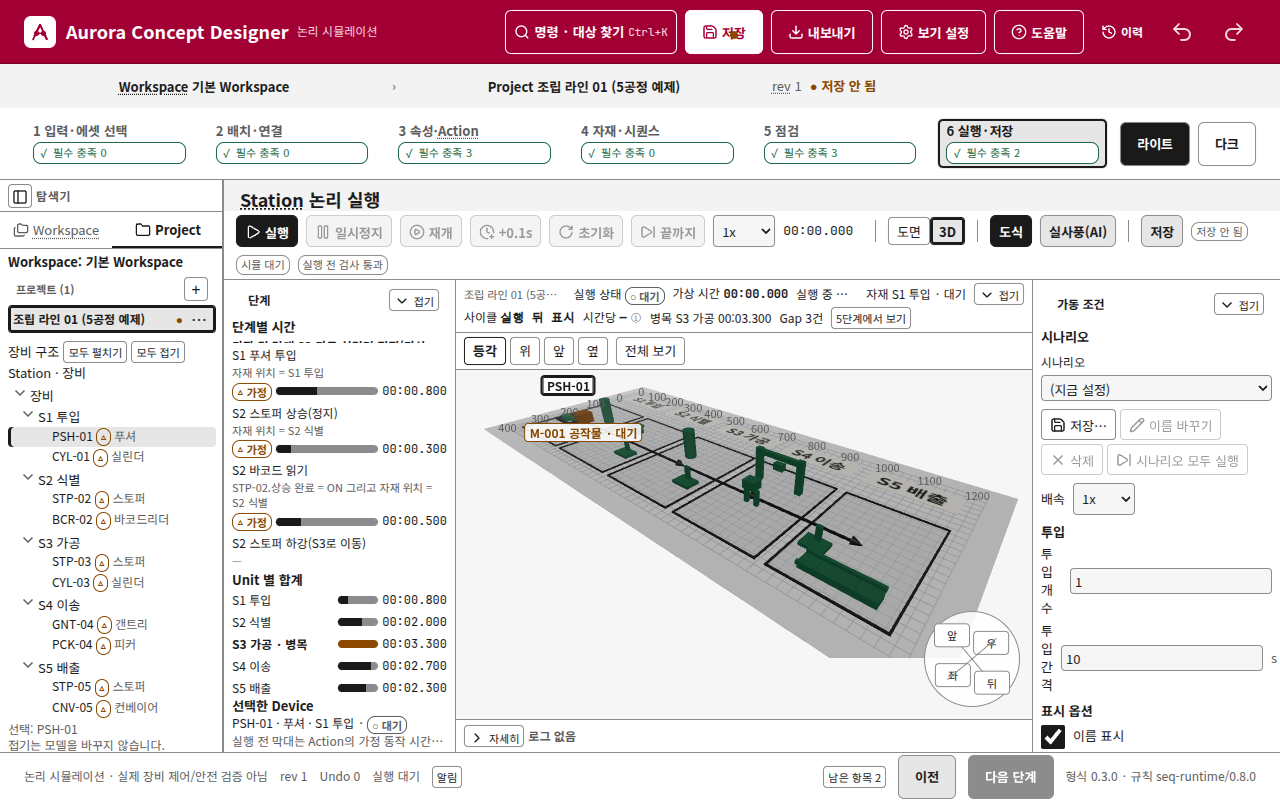 Aurora Concept Designer 논리 시뮬레이션
명령 · 대상 찾기 Ctrl+K
내보내기
보기 설정
도움말
이력
Workspace 기본 Workspace
›
Project 조립 라인 01 (5공정 예제)
rev 1 ● 저장 안 됨
1 입력·에셋 선택
✓ 필수 충족 0
2 배치·연결
✓ 필수 충족 0
3 속성·Action
✓ 필수 충족 3
4 자재·시퀀스
✓ 필수 충족 0
5 점검
✓ 필수 충족 3
6 실행·저장
✓ 필수 충족 2
라이트
다크
탐색기
Workspace
Project
Workspace: 기본 Workspace
프로젝트 (1)
+
조립 라인 01 (5공정 예제) ● ···
장비 구조 모두 펼치기 모두 접기
Station · 장비
장비
S1 투입
PSH-01 푸셔
CYL-01 실린더
S2 식별
STP-02 스토퍼
BCR-02 바코드리더
S3 가공
STP-03 스토퍼
CYL-03 실린더
S4 이송
GNT-04 갠트리
PCK-04 피커
S5 배출
STP-05 스토퍼
CNV-05 컨베이어
선택: PSH-01
접기는 모델을 바꾸지 않습니다.
Station 논리 실행
실행
일시정지
재개
+0.1s
초기화
끝까지
1x
00:00.000
도면
3D
도식
실사풍(AI)
저장
저장 안 됨
시뮬 대기
실행 전 검사 통과
단계
접기
단계별 시간
S1 푸셔 투입
자재 위치 = S1 투입
가정 00:00.800
S2 스토퍼 상승(정지)
자재 위치 = S2 식별
가정 00:00.300
S2 바코드 읽기
STP-02.상승 완료 = ON 그리고 자재 위치 =
S2 식별
가정 00:00.500
S2 스토퍼 하강(S3로 이동)
—
Unit 별 합계
S1 투입 00:00.800
S2 식별 00:02.000
S3 가공 · 병목 00:03.300
S4 이송 00:02.700
S5 배출 00:02.300
선택한 Device
PSH-01 · 푸셔 · S1 투입 · ○ 대기
실행 전 막대는 Action의 가정 동작 시간···
조립 라인 01 (5공···
실행 상태 ○ 대기
가상 시간 00:00.000
실행 중 ···
자재 S1 투입 · 대기
접기
사이클 실행 뒤 표시
시간당 – ⓘ
병목 S3 가공 00:03.300
Gap 3건
5단계에서 보기
등각
위
앞
옆
전체 보기
PSH-01
M-001 공작물 · 대기
400
300
200
0
0
100
200
300
400
500
600
700
800
900
1000
1100
1200
S3 가공
S4 이송
S5 배출
앞
우
좌
뒤
자세히
로그 없음
가동 조건
접기
시나리오
시나리오
(지금 설정)
저장···
이름 바꾸기
삭제
시나리오 모두 실행
배속 1x
투입
투입 개수 1
투입 간격 10 s
표시 옵션
이름 표시
논리 시뮬레이션 · 실제 장비 제어/안전 검증 아님
rev 1
Undo 0
실행 대기
알림
남은 항목 2
이전
다음 단계
형식 0.3.0 · 규칙 seq-runtime/0.8.0